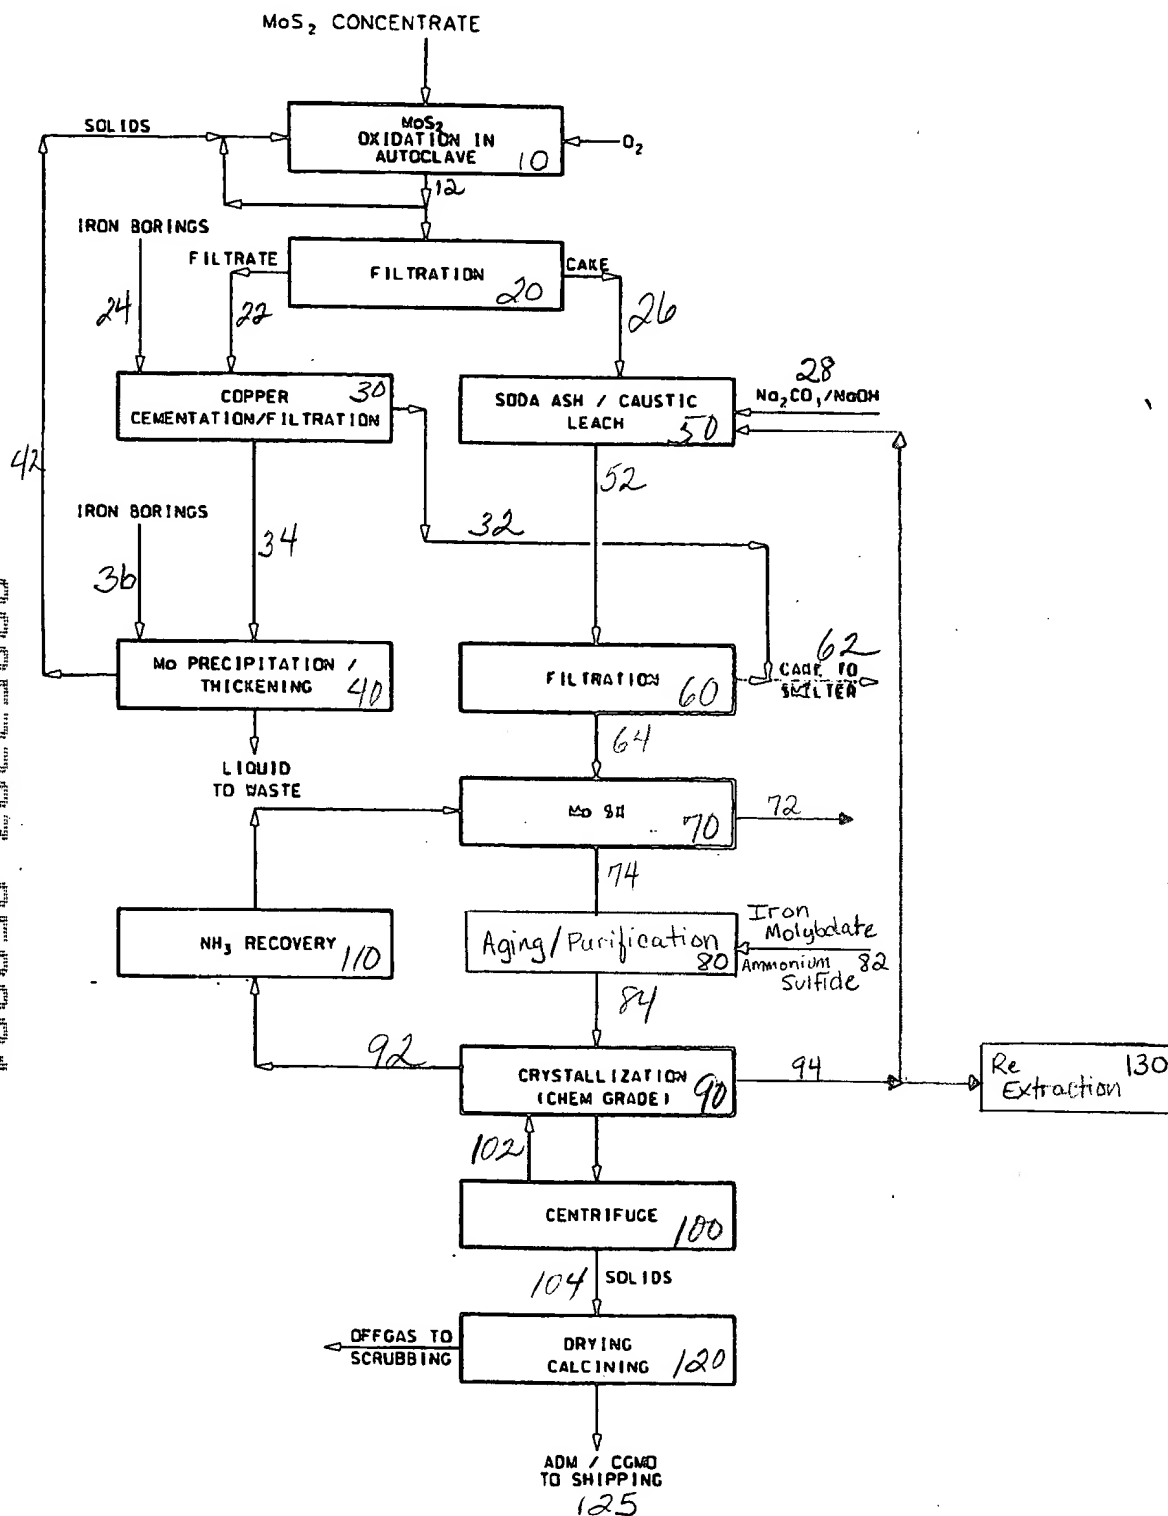 MoS₂ CONCENTRATE
SOLIDS
MoS₂
OXIDATION IN
AUTOCLAVE
10
O₂
12
IRON BORINGS
FILTRATE
FILTRATION
20
CAKE
24
22
26
COPPER
CEMENTATION/FILTRATION
30
SODA ASH / CAUSTIC
LEACH
50
28
Na₂CO₃/NaOH
42
52
IRON BORINGS
34
32
36
MO PRECIPITATION /
THICKENING
40
FILTRATION
60
62
CAKE TO
SMELTER
64
LIQUID
TO WASTE
Mo SX
70
72
74
NH₃ RECOVERY
110
Aging/Purification
80
Iron
Molybdate
Ammonium 82
Sulfide
84
92
CRYSTALLIZATION
(CHEM GRADE)
90
94
Re 130
Extraction
102
CENTRIFUGE
100
104 SOLIDS
OFFGAS TO
SCRUBBING
DRYING
CALCINING
120
ADM / CGMO
TO SHIPPING
125